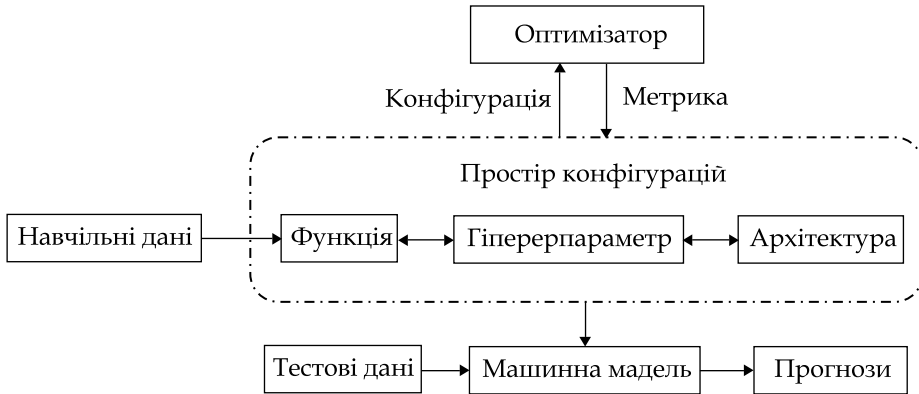 Оптимізатор
Конфігурація
Метрика
Простір конфігурацій
Навчільні дані
Функція
Гіперерпараметр
Архітектура
Тестові дані
Машинна мадель
Прогнози